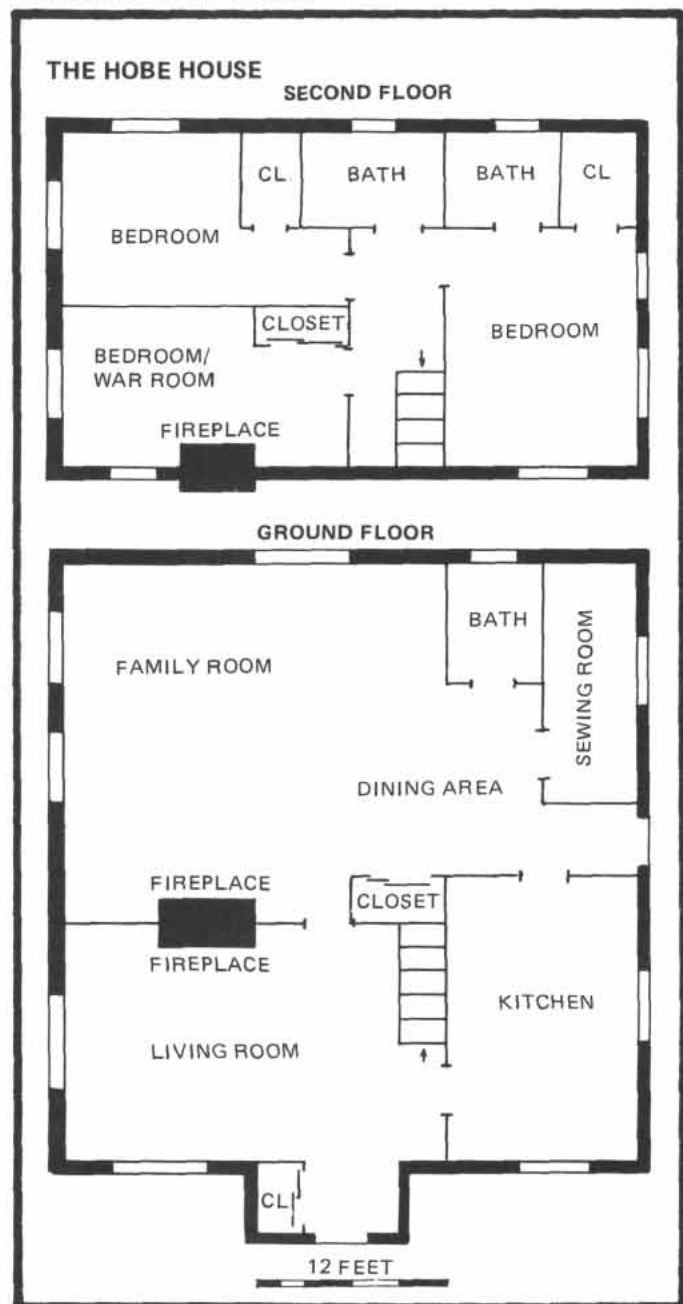 THE HOBE HOUSE
SECOND FLOOR
CL
BATH
BATH
CL
BEDROOM
CLOSET
BEDROOM
BEDROOM/
WAR ROOM
FIREPLACE
GROUND FLOOR
BATH
FAMILY ROOM
SEWING ROOM
DINING AREA
FIREPLACE
CLOSET
FIREPLACE
KITCHEN
LIVING ROOM
CL
12 FEET